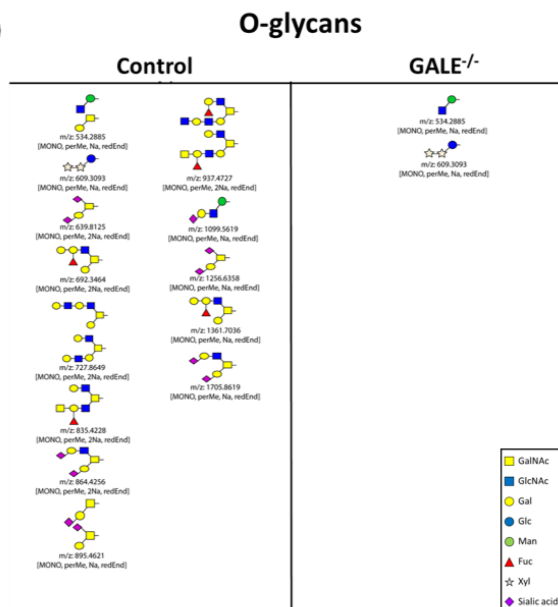 O-glycans
Control
GALE-/-
m/z: 534.2885
[MONO, perMe, Na, redEnd]
m/z: 609.3093
[MONO, perMe, Na, redEnd]
m/z: 639.8125
[MONO, perMe, 2Na, redEnd]
m/z: 692.3464
[MONO, perMe, 2Na, redEnd]
m/z: 727.8649
[MONO, perMe, 2Na, redEnd]
m/z: 835.4228
[MONO, perMe, 2Na, redEnd]
m/z: 864.4256
[MONO, perMe, 2Na, redEnd]
m/z: 895.4621
[MONO, perMe, Na, redEnd]
m/z: 937.4727
[MONO, perMe, 2Na, redEnd]
m/z: 1099.5619
[MONO, perMe, Na, redEnd]
m/z: 1256.6358
[MONO, perMe, Na, redEnd]
m/z: 1361.7036
[MONO, perMe, Na, redEnd]
m/z: 1705.8619
[MONO, perMe, Na, redEnd]
m/z: 534.2885
[MONO, perMe, Na, redEnd]
m/z: 609.3093
[MONO, perMe, Na, redEnd]
GalNAc
GlcNAc
Gal
Glc
Man
Fuc
Xyl
Sialic acid